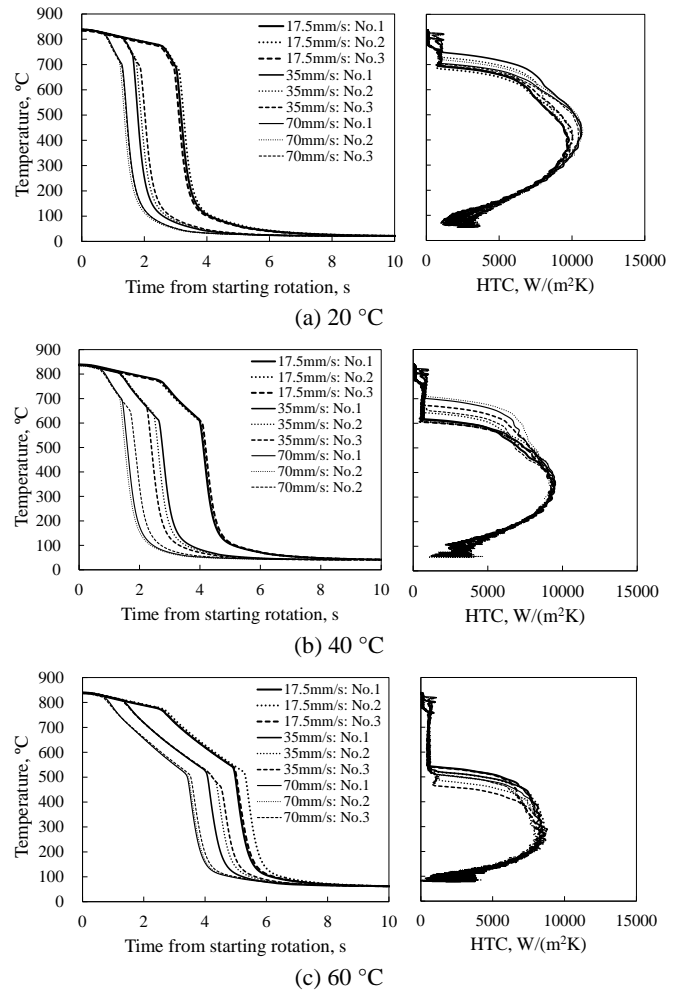 900
800
700
600
500
400
300
200
100
0
Temperature, ºC
17.5mm/s: No.1
17.5mm/s: No.2
17.5mm/s: No.3
35mm/s: No.1
35mm/s: No.2
35mm/s: No.3
70mm/s: No.1
70mm/s: No.2
70mm/s: No.3
0 2 4 6 8 10
Time from starting rotation, s
0 5000 10000 15000
HTC, W/(m²K)
(a) 20 °C
900
800
700
600
500
400
300
200
100
0
Temperature, ºC
17.5mm/s: No.1
17.5mm/s: No.2
17.5mm/s: No.3
35mm/s: No.1
35mm/s: No.2
35mm/s: No.3
70mm/s: No.1
70mm/s: No.2
70mm/s: No.2
0 2 4 6 8 10
Time from starting rotation, s
0 5000 10000 15000
HTC, W/(m²K)
(b) 40 °C
900
800
700
600
500
400
300
200
100
0
Temperature, ºC
17.5mm/s: No.1
17.5mm/s: No.2
17.5mm/s: No.3
35mm/s: No.1
35mm/s: No.2
35mm/s: No.3
70mm/s: No.1
70mm/s: No.2
70mm/s: No.3
0 2 4 6 8 10
Time from starting rotation, s
0 5000 10000 15000
HTC, W/(m²K)
(c) 60 °C